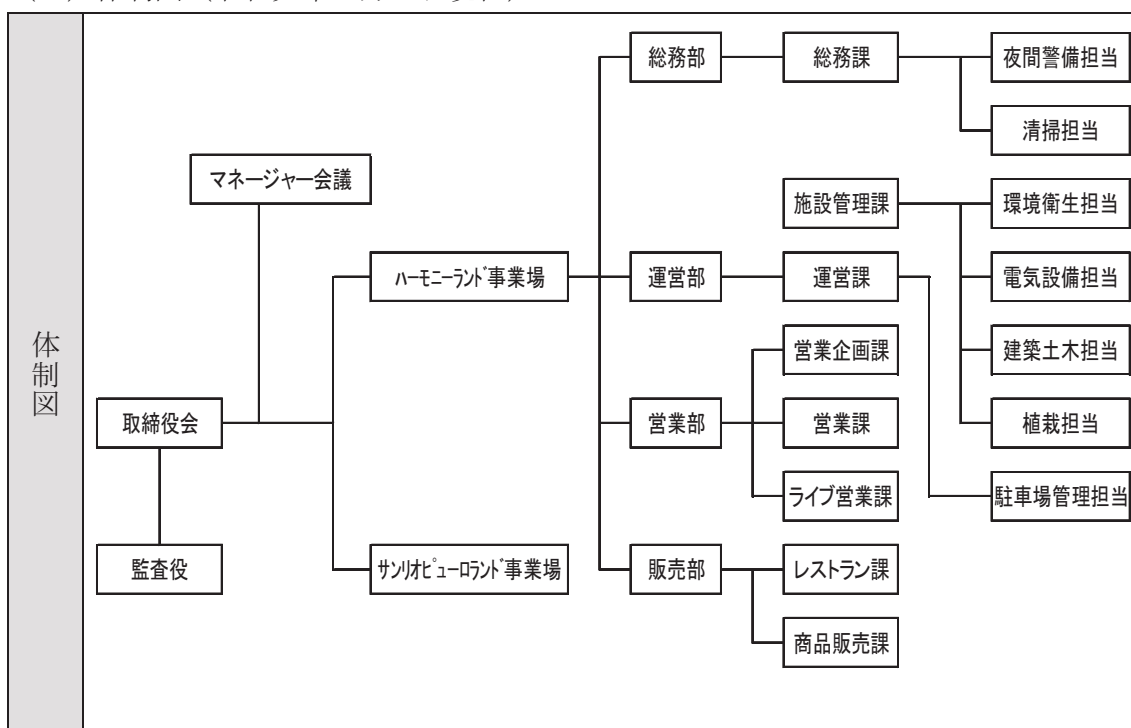 体制図
総務部
総務課
夜間警備担当
清掃担当
マネージャー会議
施設管理課
環境衛生担当
ハーモニーランド事業場
運営部
運営課
電気設備担当
営業企画課
建築土木担当
取締役会
営業部
営業課
植栽担当
ライブ営業課
駐車場管理担当
監査役
サンリオピューロランド事業場
販売部
レストラン課
商品販売課